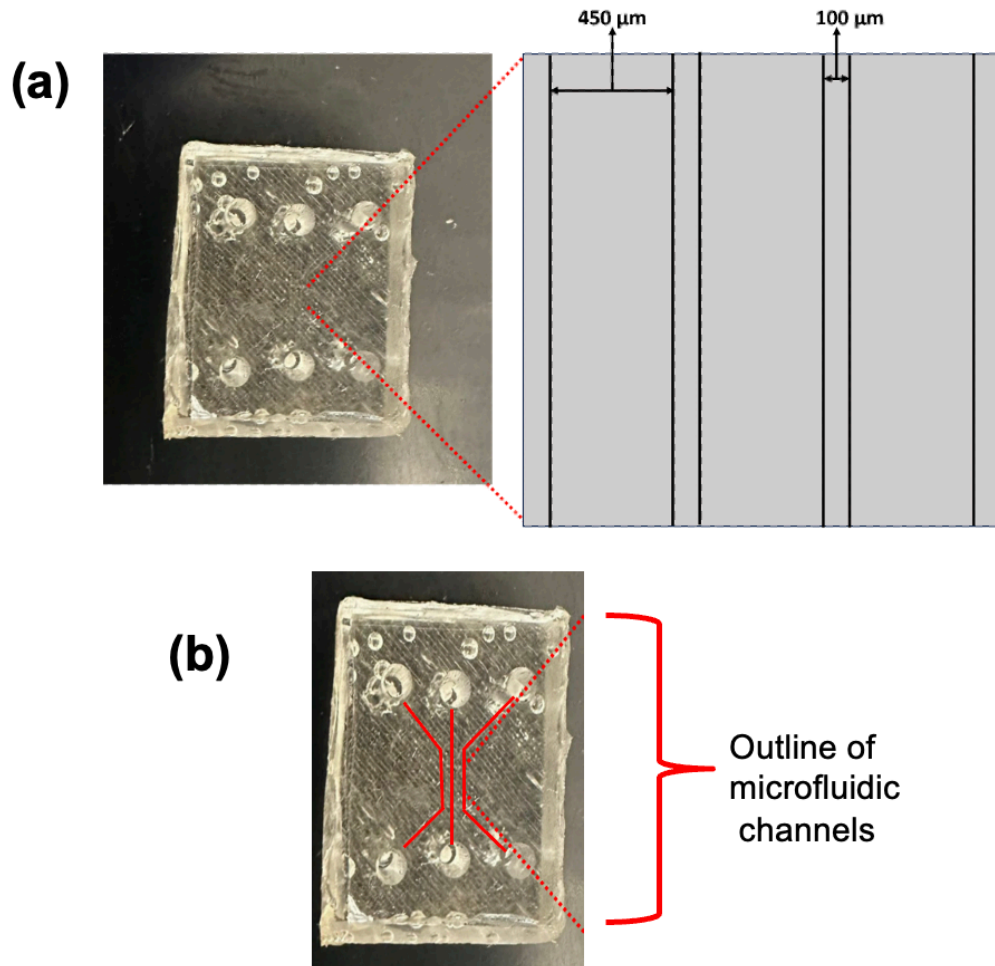 450 µm
100 µm
(a)
(b)
Outline of
microfluidic
channels